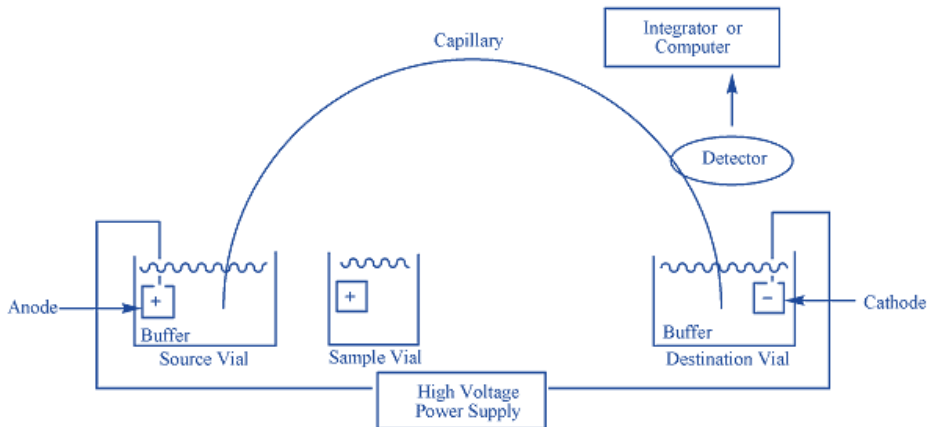 Integrator or
Computer
Capillary
Detector
Anode
+
Buffer
Source Vial
+
Sample Vial
−
Cathode
Buffer
Destination Vial
High Voltage
Power Supply